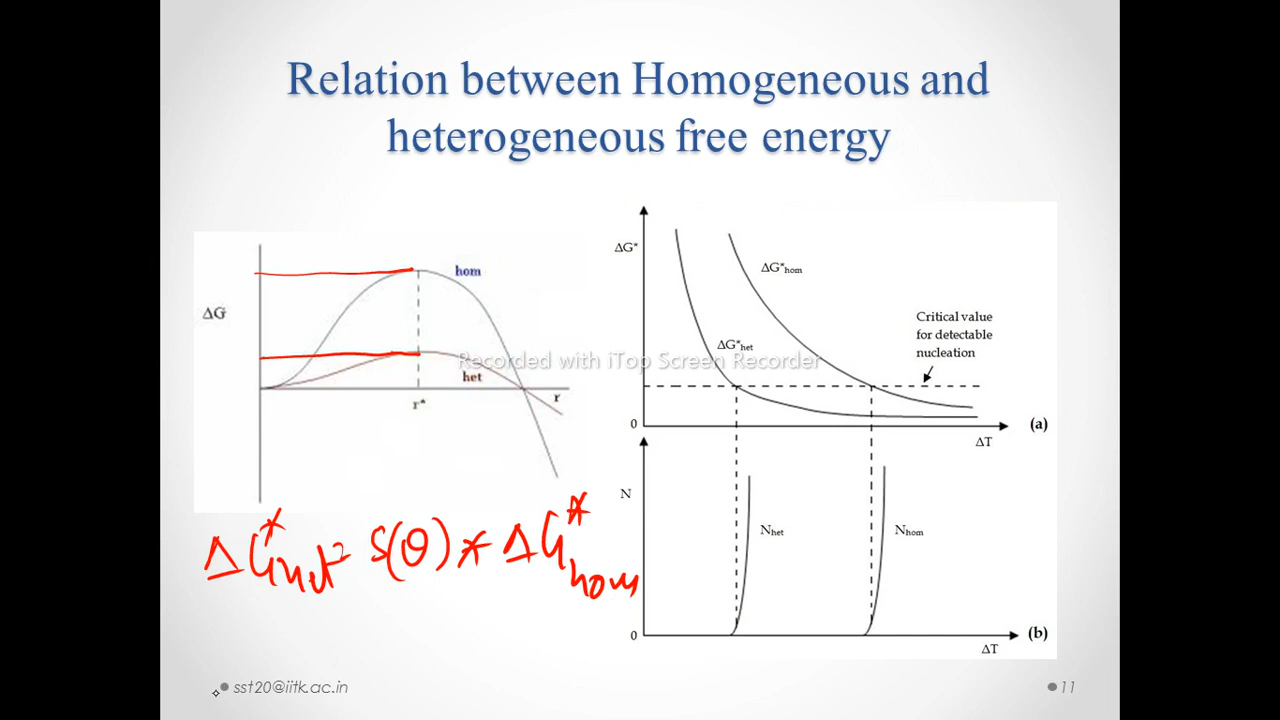 Relation between Homogeneous and
heterogeneous free energy
hom
ΔG
het
r
r*
ΔG*
ΔG*hom
Critical value
for detectable
nucleation
ΔG*het
0
(a)
ΔT
N
Nhet
Nhom
0
(b)
ΔT
Recorded with iTop Screen Recorder
ΔG*het = S(θ) * ΔG*hom
sst20@iitk.ac.in
11